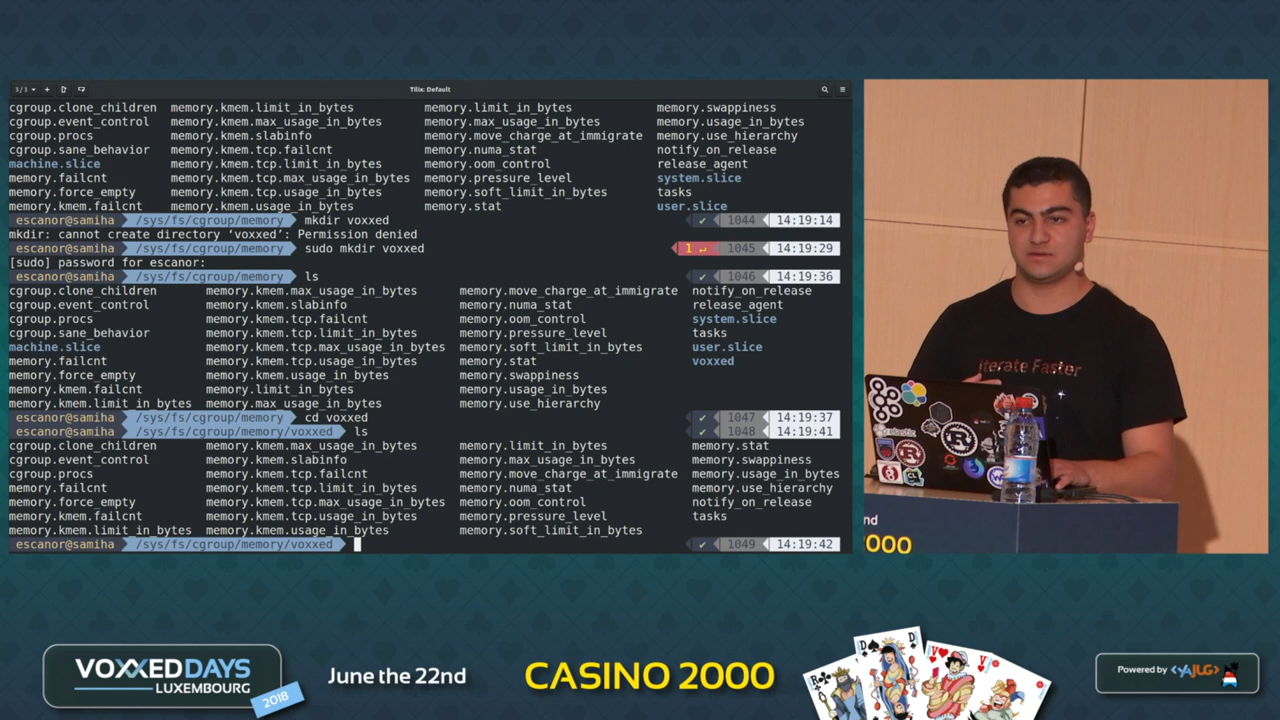 3/3
Tilix: Default
cgroup.clone_children memory.kmem.limit_in_bytes memory.limit_in_bytes memory.swappiness
cgroup.event_control memory.kmem.max_usage_in_bytes memory.max_usage_in_bytes memory.usage_in_bytes
cgroup.procs memory.kmem.slabinfo memory.move_charge_at_immigrate memory.use_hierarchy
cgroup.sane_behavior memory.kmem.tcp.failcnt memory.numa_stat notify_on_release
machine.slice memory.kmem.tcp.limit_in_bytes memory.oom_control release_agent
memory.failcnt memory.kmem.tcp.max_usage_in_bytes memory.pressure_level system.slice
memory.force_empty memory.kmem.tcp.usage_in_bytes memory.soft_limit_in_bytes tasks
memory.kmem.failcnt memory.kmem.usage_in_bytes memory.stat user.slice
escanor@samiha /sys/fs/cgroup/memory mkdir voxxed ✔ 1044 14:19:14
mkdir: cannot create directory ‘voxxed’: Permission denied
escanor@samiha /sys/fs/cgroup/memory sudo mkdir voxxed 1 ↵ 1045 14:19:29
[sudo] password for escanor:
escanor@samiha /sys/fs/cgroup/memory ls ✔ 1046 14:19:36
cgroup.clone_children memory.kmem.max_usage_in_bytes memory.move_charge_at_immigrate notify_on_release
cgroup.event_control memory.kmem.slabinfo memory.numa_stat release_agent
cgroup.procs memory.kmem.tcp.failcnt memory.oom_control system.slice
cgroup.sane_behavior memory.kmem.tcp.limit_in_bytes memory.pressure_level tasks
machine.slice memory.kmem.tcp.max_usage_in_bytes memory.soft_limit_in_bytes user.slice
memory.failcnt memory.kmem.tcp.usage_in_bytes memory.stat voxxed
memory.force_empty memory.kmem.usage_in_bytes memory.swappiness
memory.kmem.failcnt memory.limit_in_bytes memory.usage_in_bytes
memory.kmem.limit_in_bytes memory.max_usage_in_bytes memory.use_hierarchy
escanor@samiha /sys/fs/cgroup/memory cd voxxed ✔ 1047 14:19:37
escanor@samiha /sys/fs/cgroup/memory/voxxed ls ✔ 1048 14:19:41
cgroup.clone_children memory.kmem.max_usage_in_bytes memory.limit_in_bytes memory.stat
cgroup.event_control memory.kmem.slabinfo memory.max_usage_in_bytes memory.swappiness
cgroup.procs memory.kmem.tcp.failcnt memory.move_charge_at_immigrate memory.usage_in_bytes
memory.failcnt memory.kmem.tcp.limit_in_bytes memory.numa_stat memory.use_hierarchy
memory.force_empty memory.kmem.tcp.max_usage_in_bytes memory.oom_control notify_on_release
memory.kmem.failcnt memory.kmem.tcp.usage_in_bytes memory.pressure_level tasks
memory.kmem.limit_in_bytes memory.kmem.usage_in_bytes memory.soft_limit_in_bytes
escanor@samiha /sys/fs/cgroup/memory/voxxed ✔ 1049 14:19:42
Iterate Faster
R
R
nd
2000
VOXXED DAYS
LUXEMBOURG
2018
June the 22nd
CASINO 2000
D
D
V
Powered by <YAJUG>